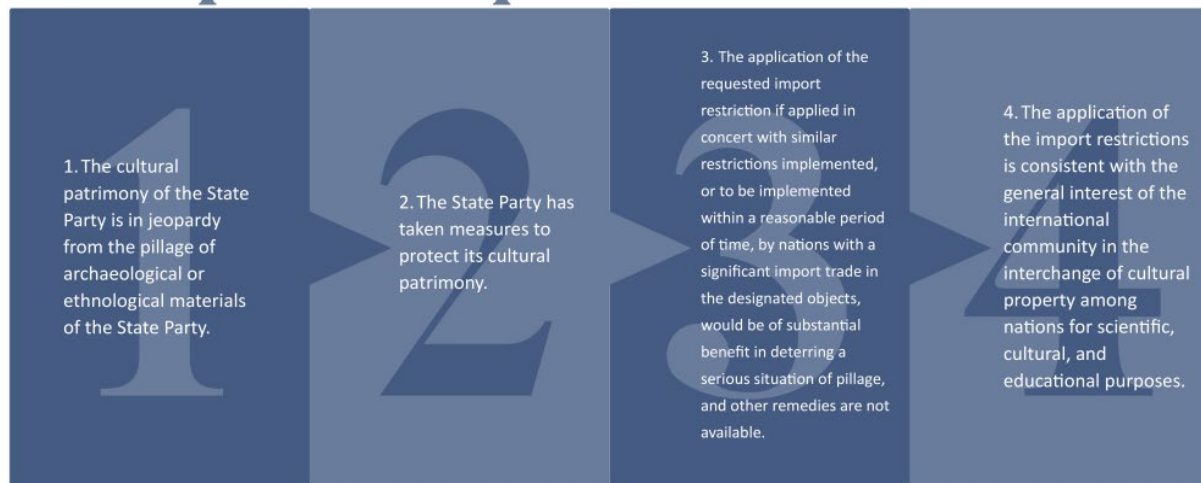 1
1. The cultural
patrimony of the State
Party is in jeopardy
from the pillage of
archaeological or
ethnological materials
of the State Party.
2
2. The State Party has
taken measures to
protect its cultural
patrimony.
3
3. The application of the
requested import
restriction if applied in
concert with similar
restrictions implemented,
or to be implemented
within a reasonable period
of time, by nations with a
significant import trade in
the designated objects,
would be of substantial
benefit in deterring a
serious situation of pillage,
and other remedies are not
available.
4
4. The application of
the import restrictions
is consistent with the
general interest of the
international
community in the
interchange of cultural
property among
nations for scientific,
cultural, and
educational purposes.